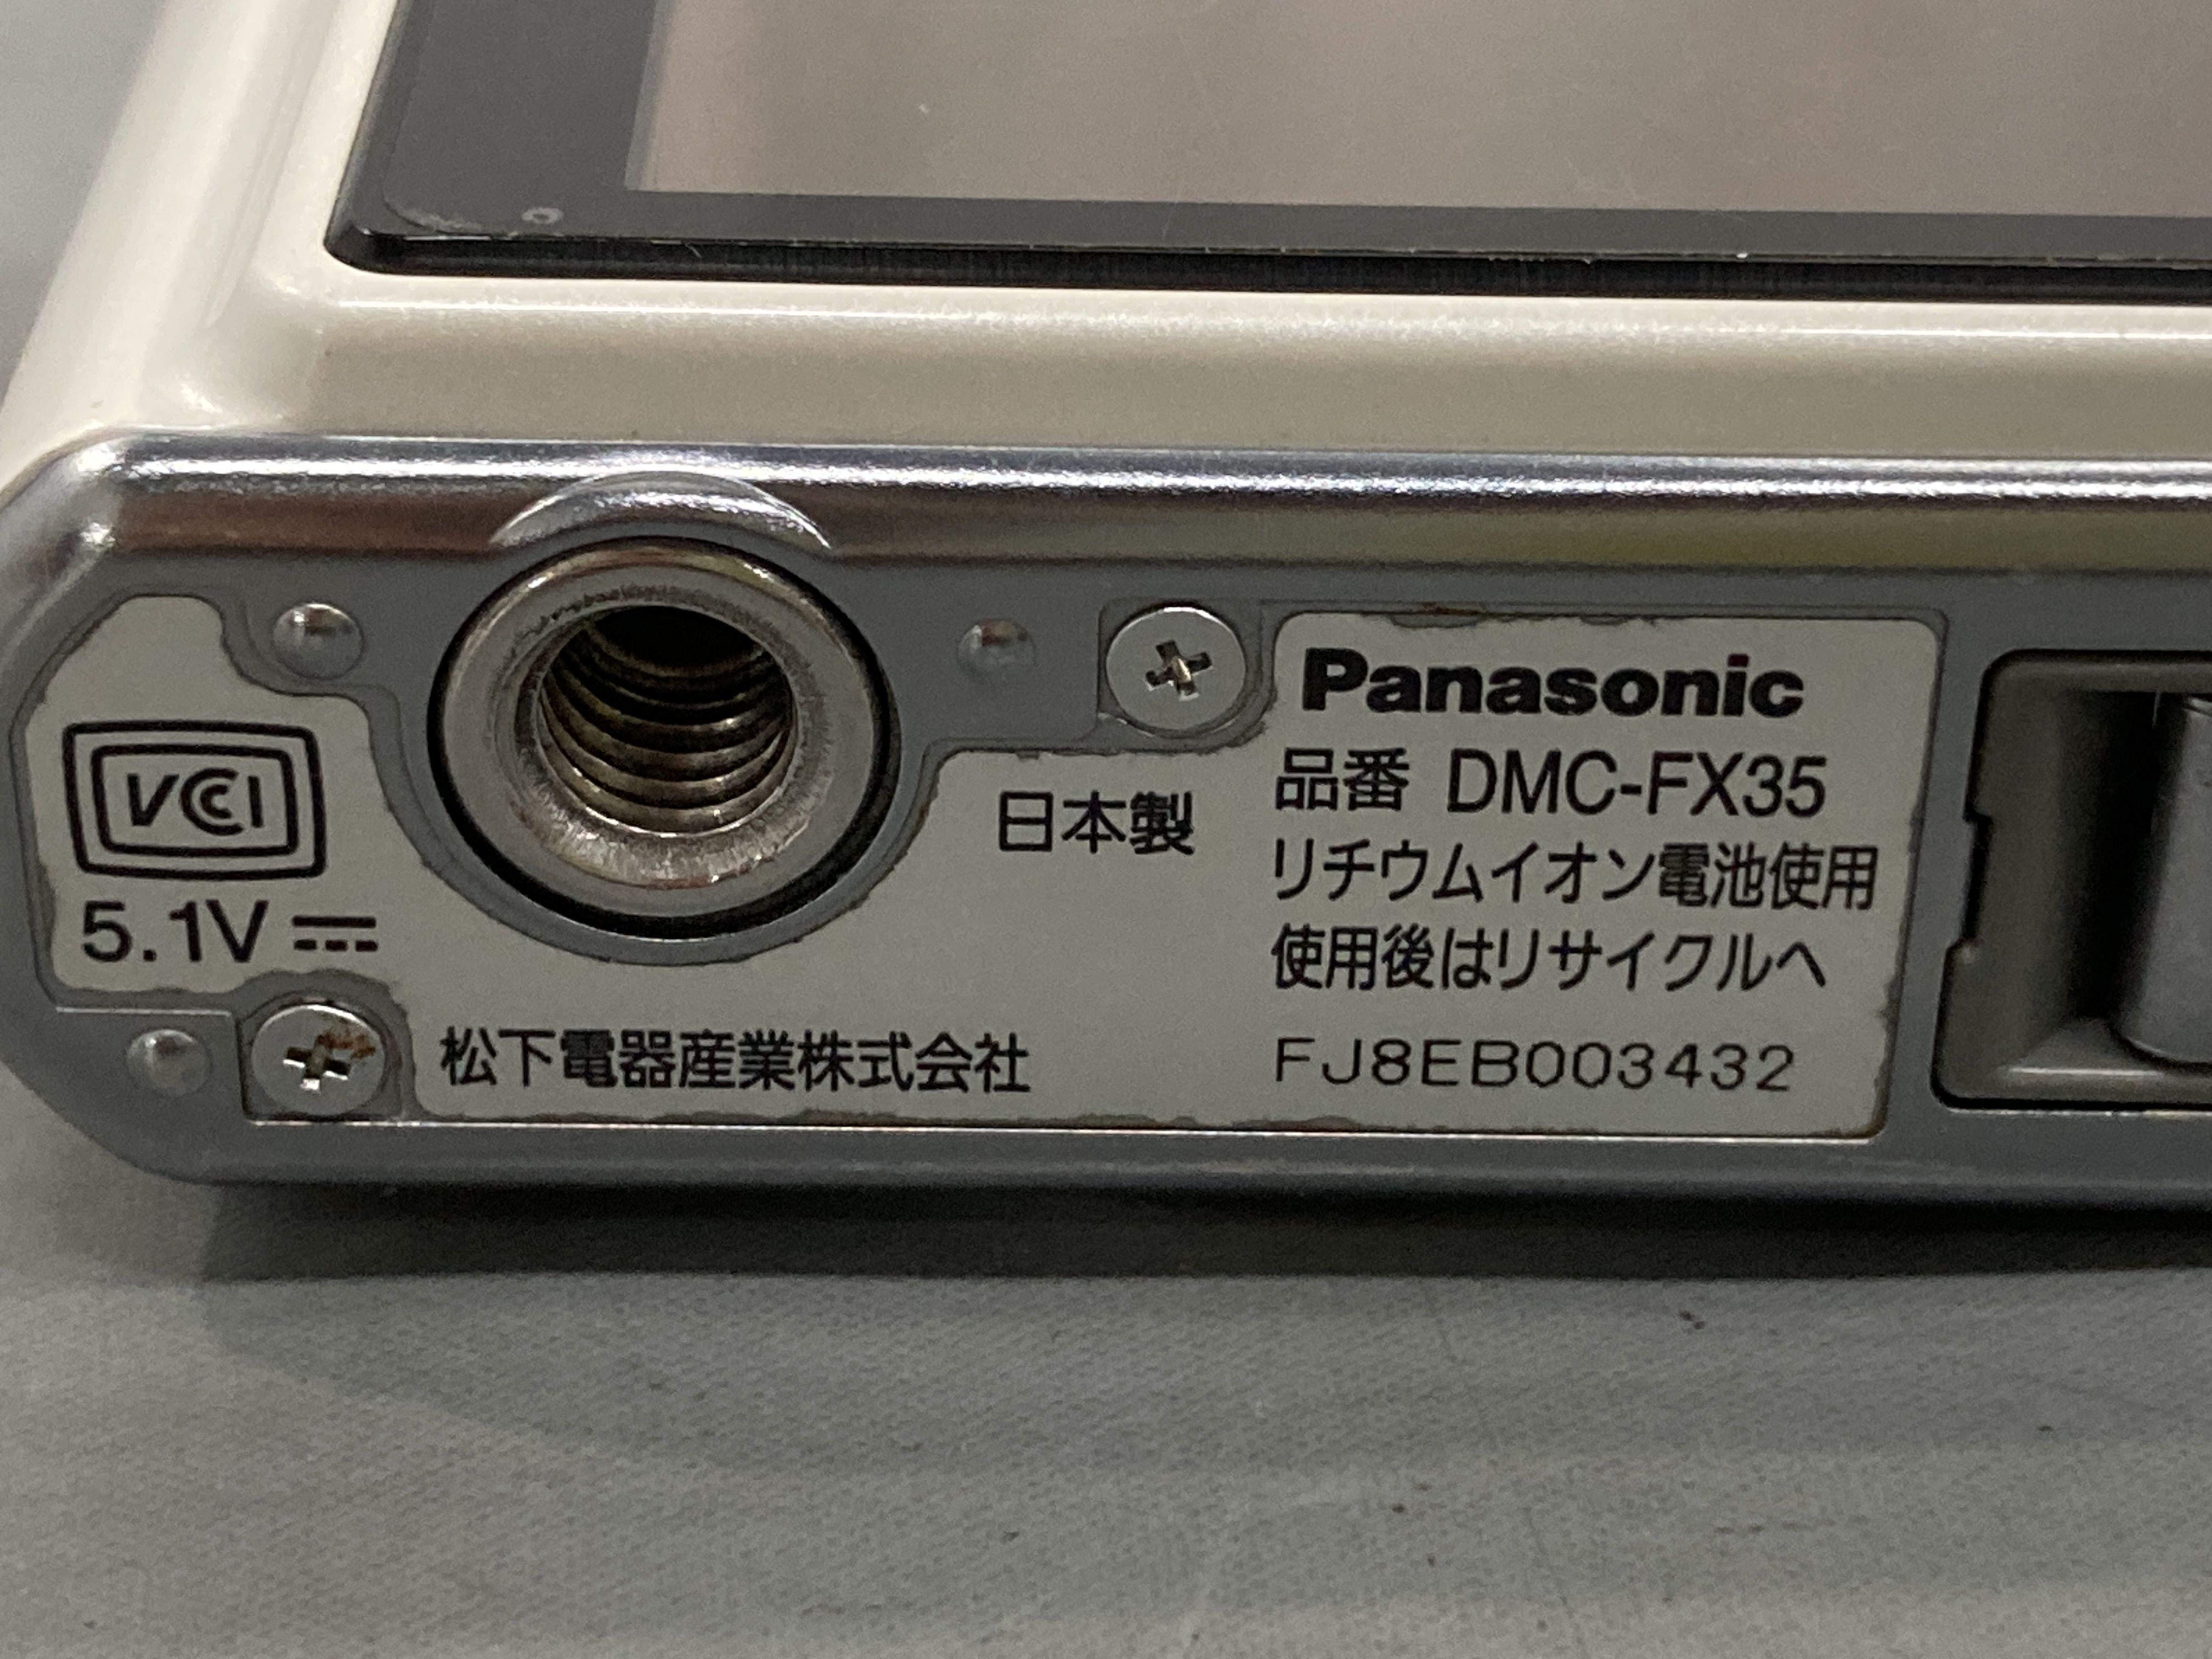 VCCI
5.1V
日本製
松下電器産業株式会社
Panasonic
品番 DMC-FX35
リチウムイオン電池使用
使用後はリサイクルへ
FJ8EB003432